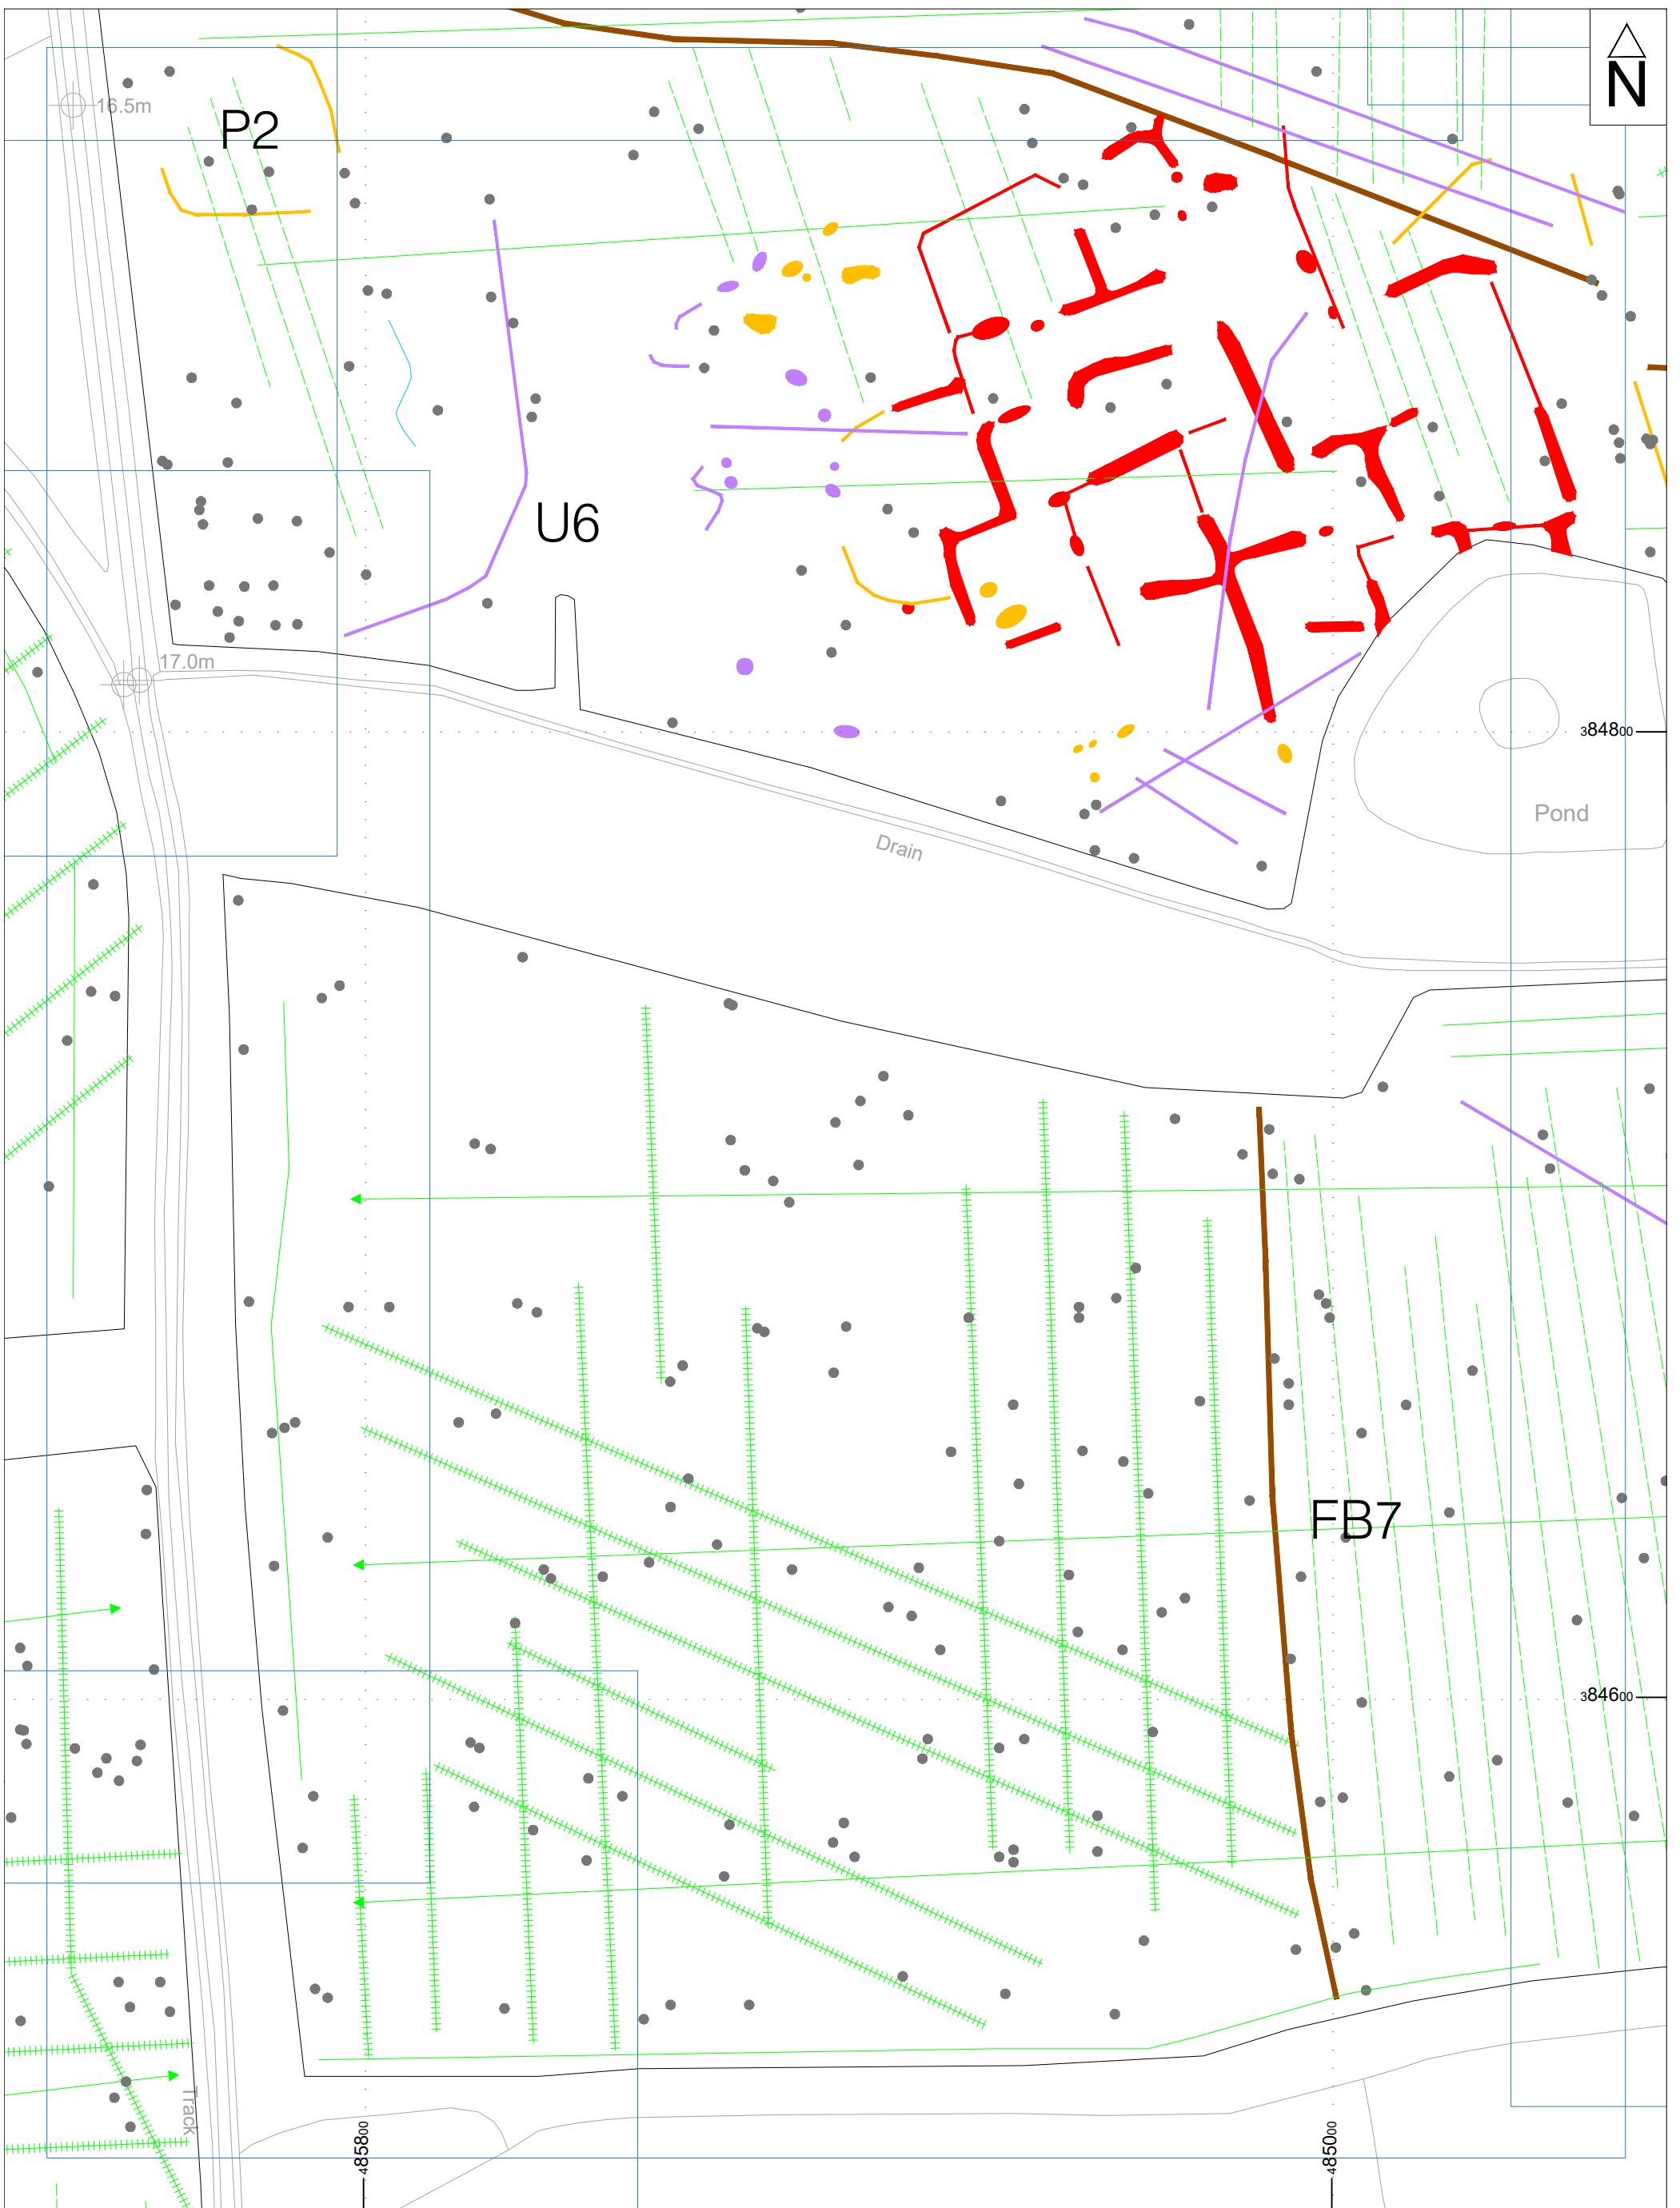 N
16.5m
P2
U6
17.0m
384800
Pond
Drain
FB7
384600
Track
485800
485000